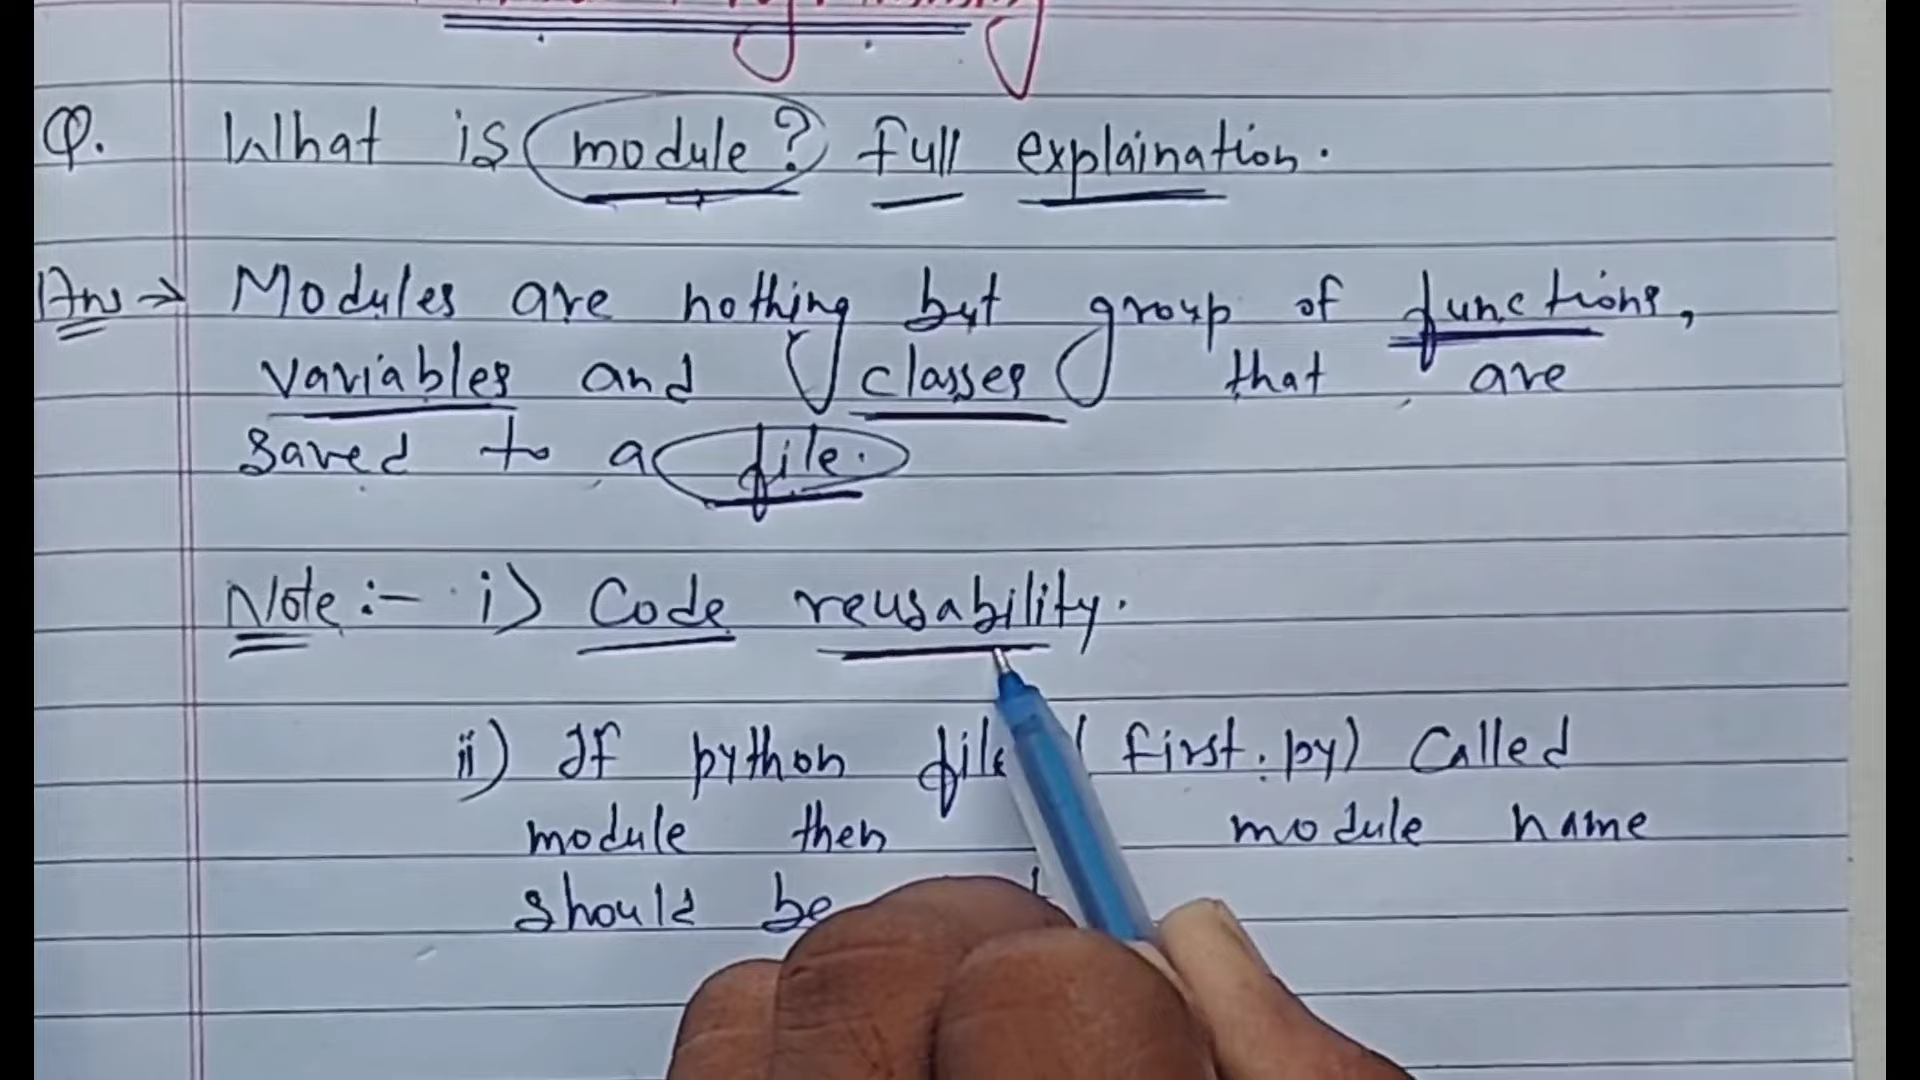 Q. What is module? full explaination.
Ans → Modules are nothing but group of functions,
variables and classes that are
saved to a file.
Note :- i) Code reusability.
ii) If python file ( first.py) Called
module then module name
should be